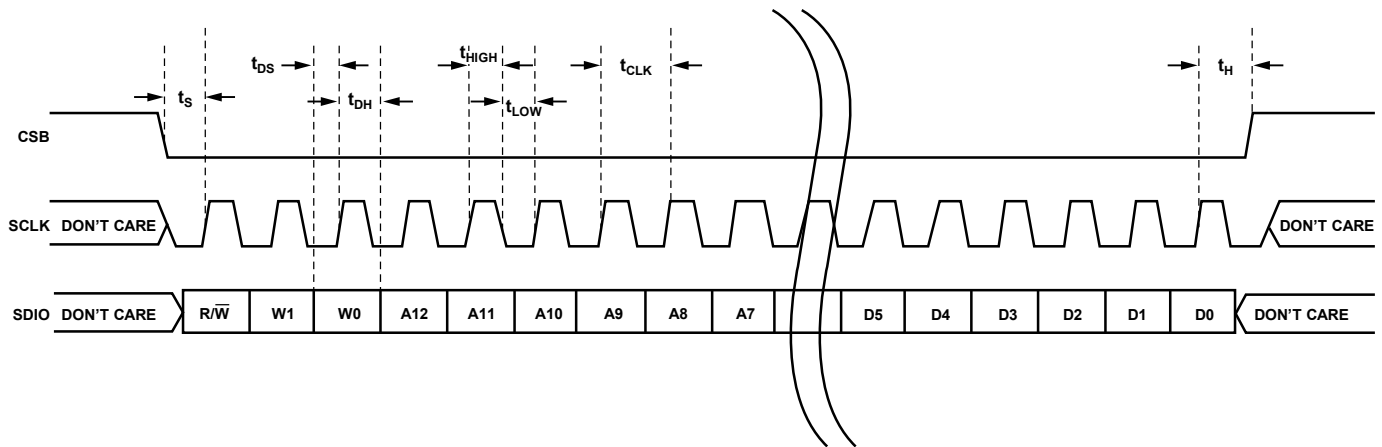 tDS
tHIGH
tCLK
tH
tS
tDH
tLOW
CSB
SCLK DON'T CARE DON'T CARE
SDIO DON'T CARE R/W̅ W1 W0 A12 A11 A10 A9 A8 A7 D5 D4 D3 D2 D1 D0 DON'T CARE